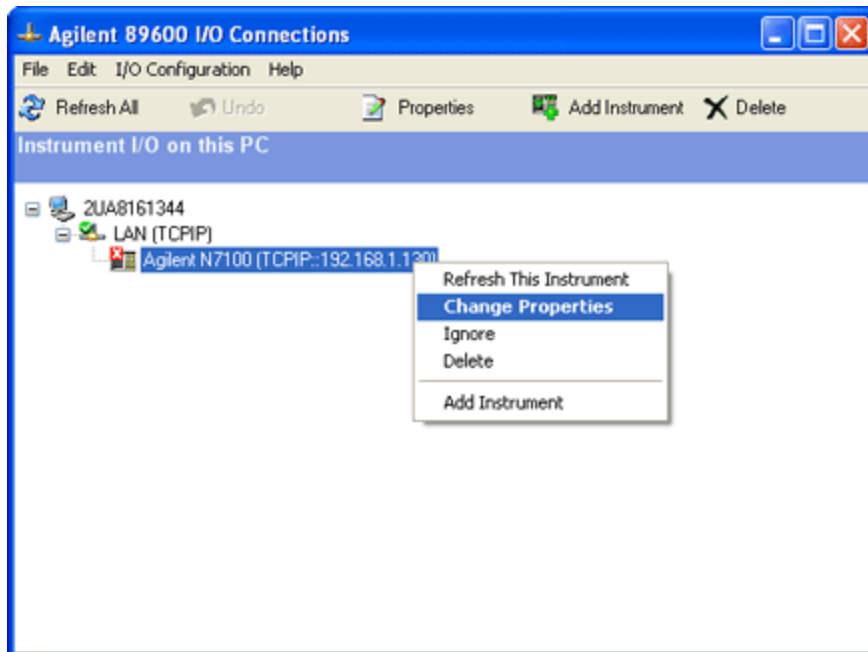 Agilent 89600 I/O Connections
File Edit I/O Configuration Help
Refresh All Undo Properties Add Instrument Delete
Instrument I/O on this PC
2UA8161344
LAN (TCPIP)
Agilent N7100 (TCPIP::192.168.1.130)
Refresh This Instrument
Change Properties
Ignore
Delete
Add Instrument